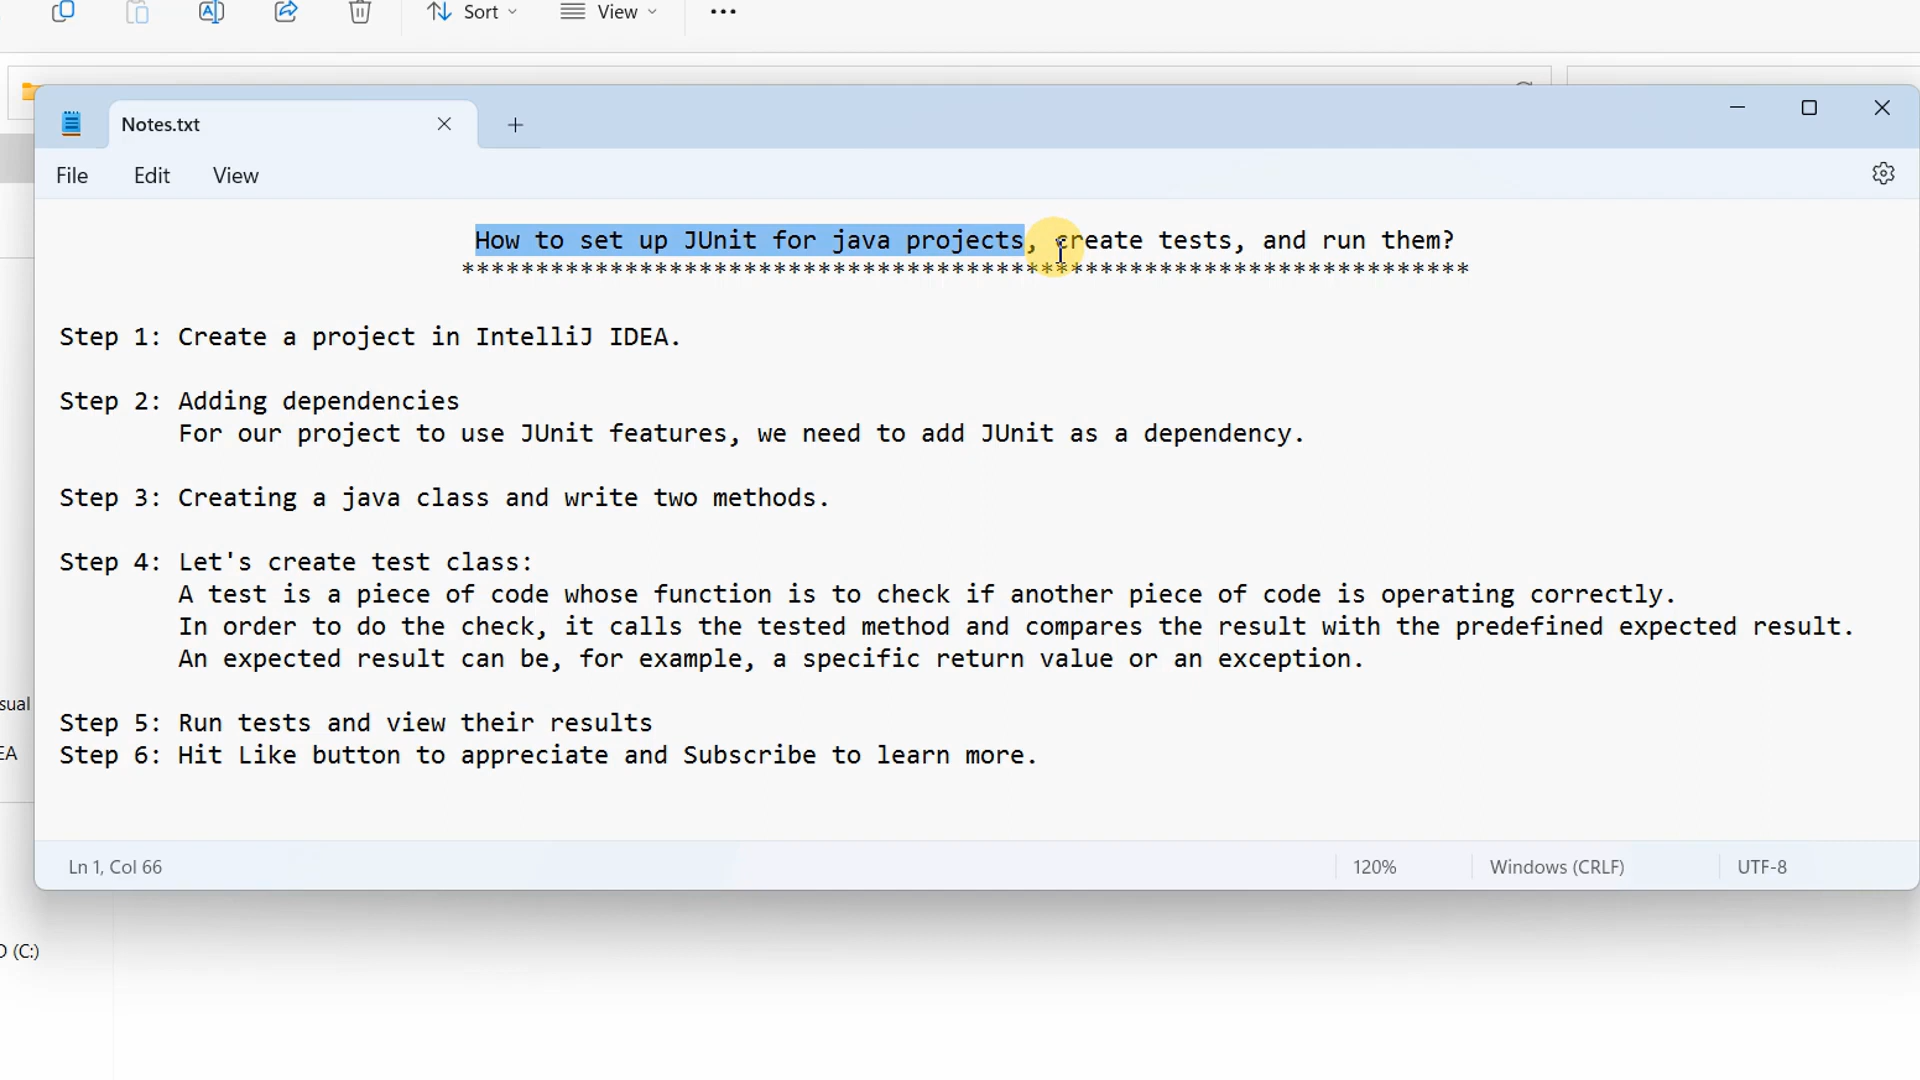 Sort
View
Notes.txt
File Edit View
How to set up JUnit for java projects, create tests, and run them?
********************************************************************
Step 1: Create a project in IntelliJ IDEA.
Step 2: Adding dependencies
For our project to use JUnit features, we need to add JUnit as a dependency.
Step 3: Creating a java class and write two methods.
Step 4: Let's create test class:
A test is a piece of code whose function is to check if another piece of code is operating correctly.
In order to do the check, it calls the tested method and compares the result with the predefined expected result.
An expected result can be, for example, a specific return value or an exception.
sual
Step 5: Run tests and view their results
EA
Step 6: Hit Like button to appreciate and Subscribe to learn more.
Ln 1, Col 66
120%
Windows (CRLF)
UTF-8
(C:)